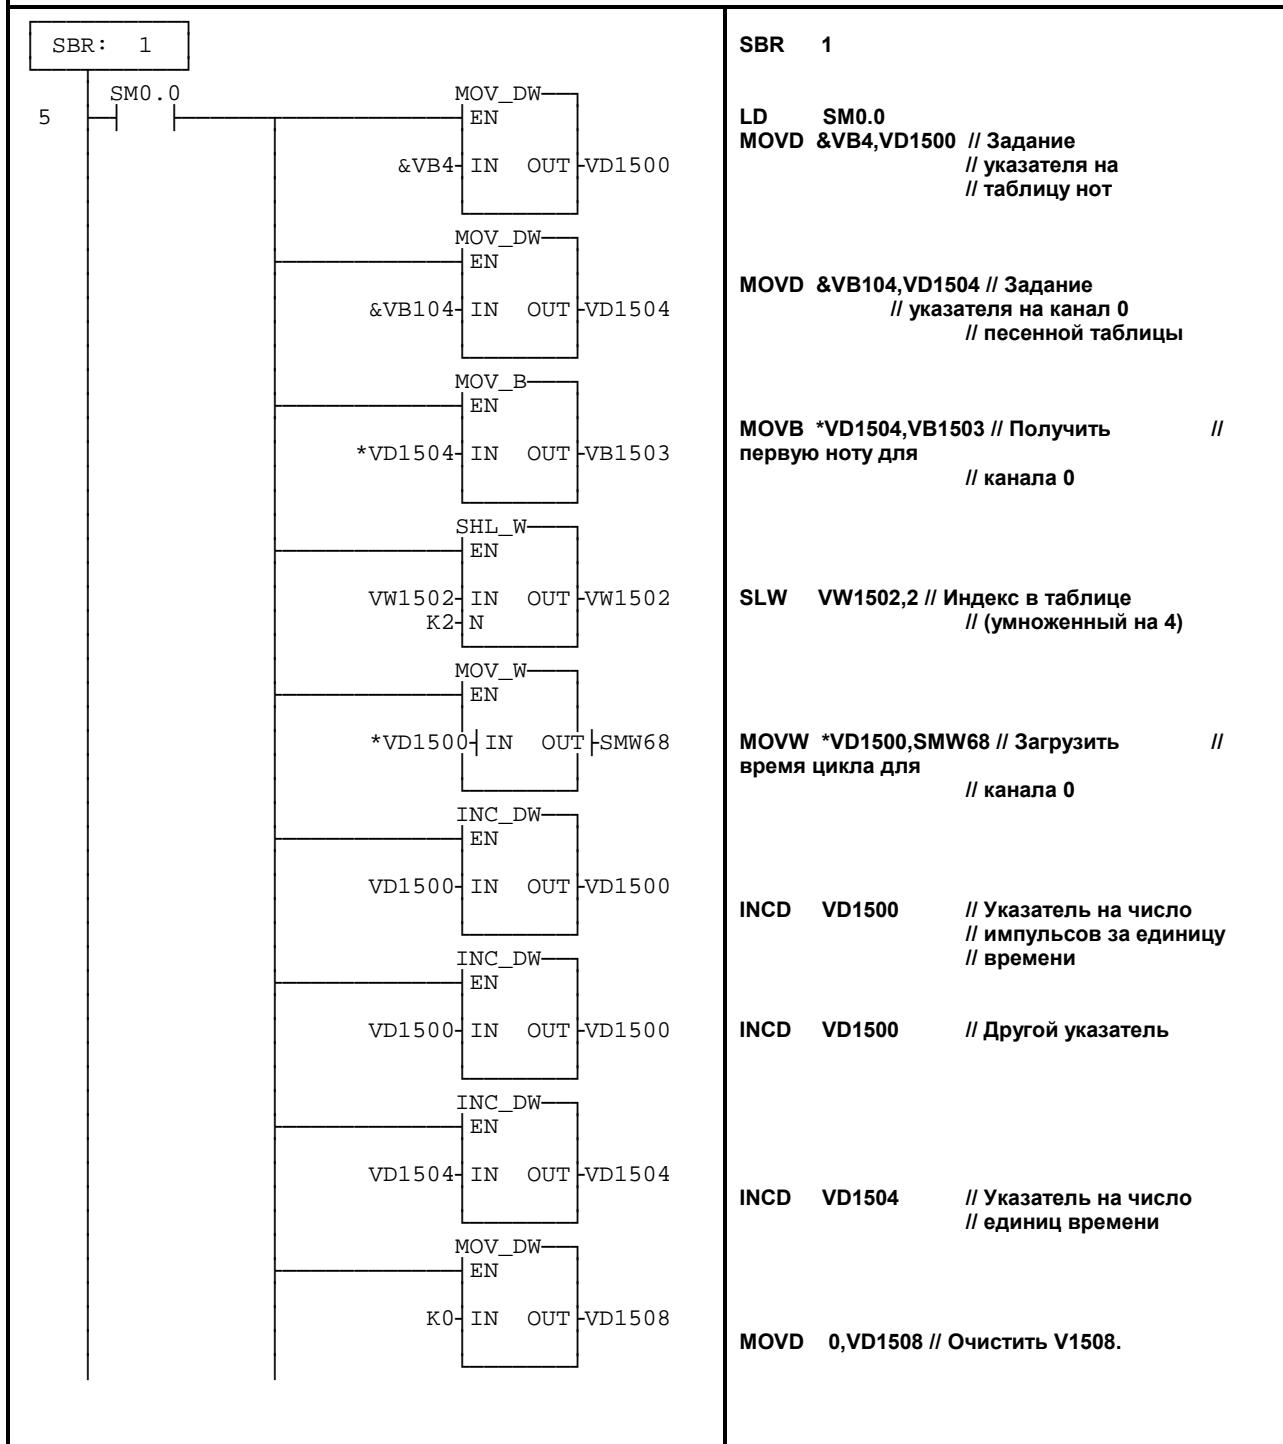 SBR: 1
5
SM0.0
MOV_DW
EN
&VB4 IN OUT VD1500
MOV_DW
EN
&VB104 IN OUT VD1504
MOV_B
EN
*VD1504 IN OUT VB1503
SHL_W
EN
VW1502 IN OUT VW1502
K2 N
MOV_W
EN
*VD1500 IN OUT SMW68
INC_DW
EN
VD1500 IN OUT VD1500
INC_DW
EN
VD1500 IN OUT VD1500
INC_DW
EN
VD1504 IN OUT VD1504
MOV_DW
EN
K0 IN OUT VD1508
SBR 1
LD SM0.0
MOVD &VB4,VD1500 // Задание
// указателя на
// таблицу нот
MOVD &VB104,VD1504 // Задание
// указателя на канал 0
// песенной таблицы
MOVB *VD1504,VB1503 // Получить //
первую ноту для
// канала 0
SLW VW1502,2 // Индекс в таблице
// (умноженный на 4)
MOVW *VD1500,SMW68 // Загрузить //
время цикла для
// канала 0
INCD VD1500 // Указатель на число
// импульсов за единицу
// времени
INCD VD1500 // Другой указатель
INCD VD1504 // Указатель на число
// единиц времени
MOVD 0,VD1508 // Очистить V1508.